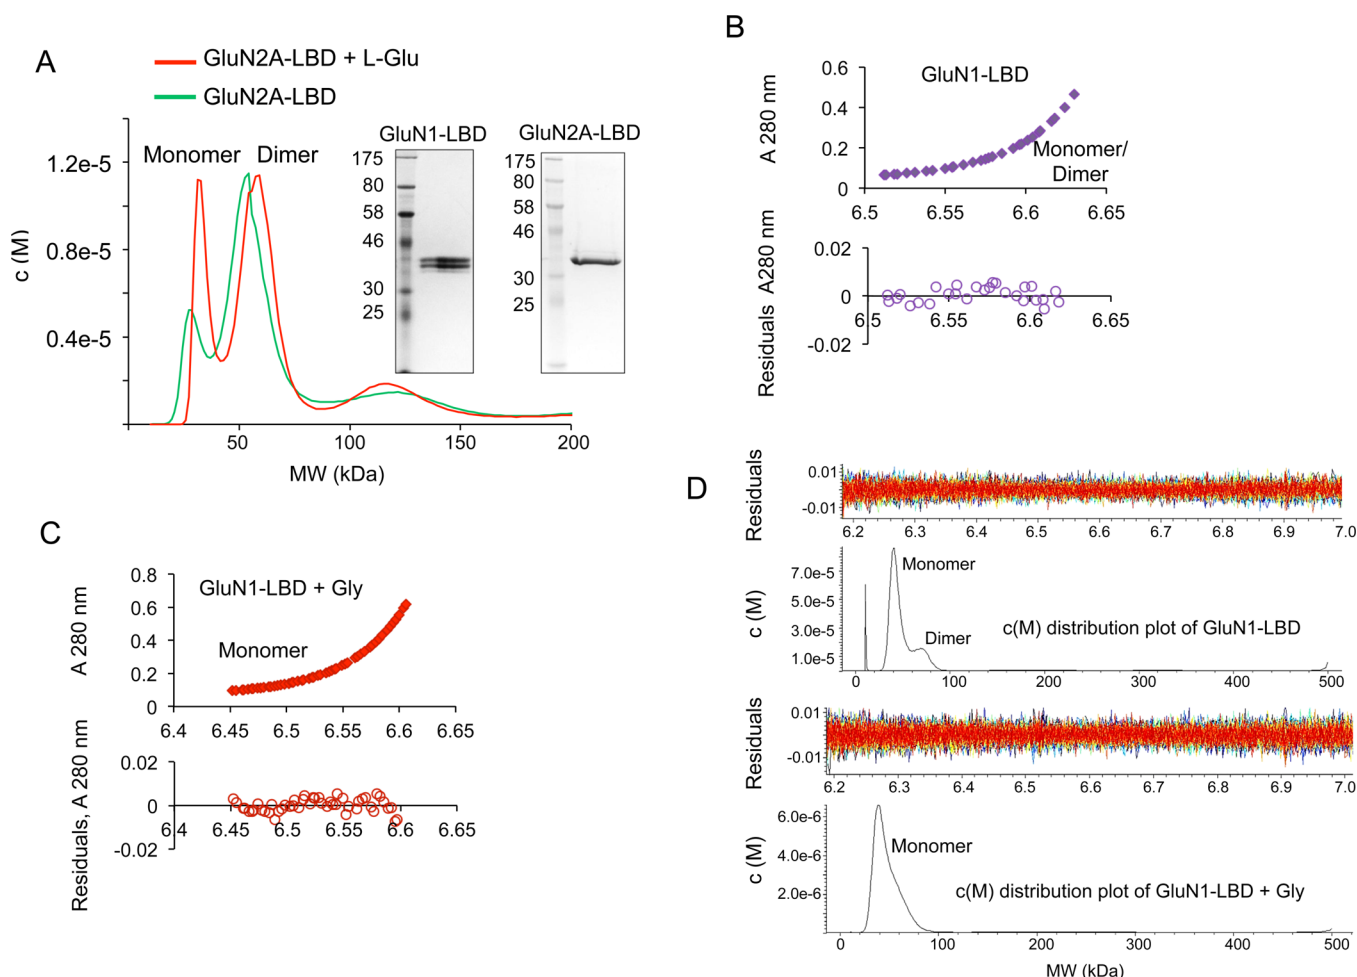 A
GluN2A-LBD + L-Glu
GluN2A-LBD
Monomer Dimer
1.2e-5
0.8e-5
0.4e-5
c (M)
50 100 150 200
MW (kDa)
GluN1-LBD
175
80
58
46
30
25
GluN2A-LBD
175
80
58
46
30
25
B
GluN1-LBD
Monomer/
Dimer
A 280 nm
0.6
0.4
0.2
0
6.5 6.55 6.6 6.65
Residuals A280 nm
0.02
0
-0.02
6.5 6.55 6.6 6.65
C
GluN1-LBD + Gly
Monomer
A 280 nm
0.8
0.6
0.4
0.2
0
6.4 6.45 6.5 6.55 6.6 6.65
Residuals, A 280 nm
0.02
0
-0.02
6.4 6.45 6.5 6.55 6.6 6.65
D
Residuals
0.01
-0.01
6.2 6.3 6.4 6.5 6.6 6.7 6.8 6.9 7.0
c (M)
7.0e-5
5.0e-5
3.0e-5
1.0e-5
Monomer
Dimer
c(M) distribution plot of GluN1-LBD
0 100 200 300 400 500
Residuals
0.01
-0.01
6.2 6.3 6.4 6.5 6.6 6.7 6.8 6.9 7.0
c (M)
6.0e-6
4.0e-6
2.0e-6
Monomer
c(M) distribution plot of GluN1-LBD + Gly
0 100 200 300 400 500
MW (kDa)